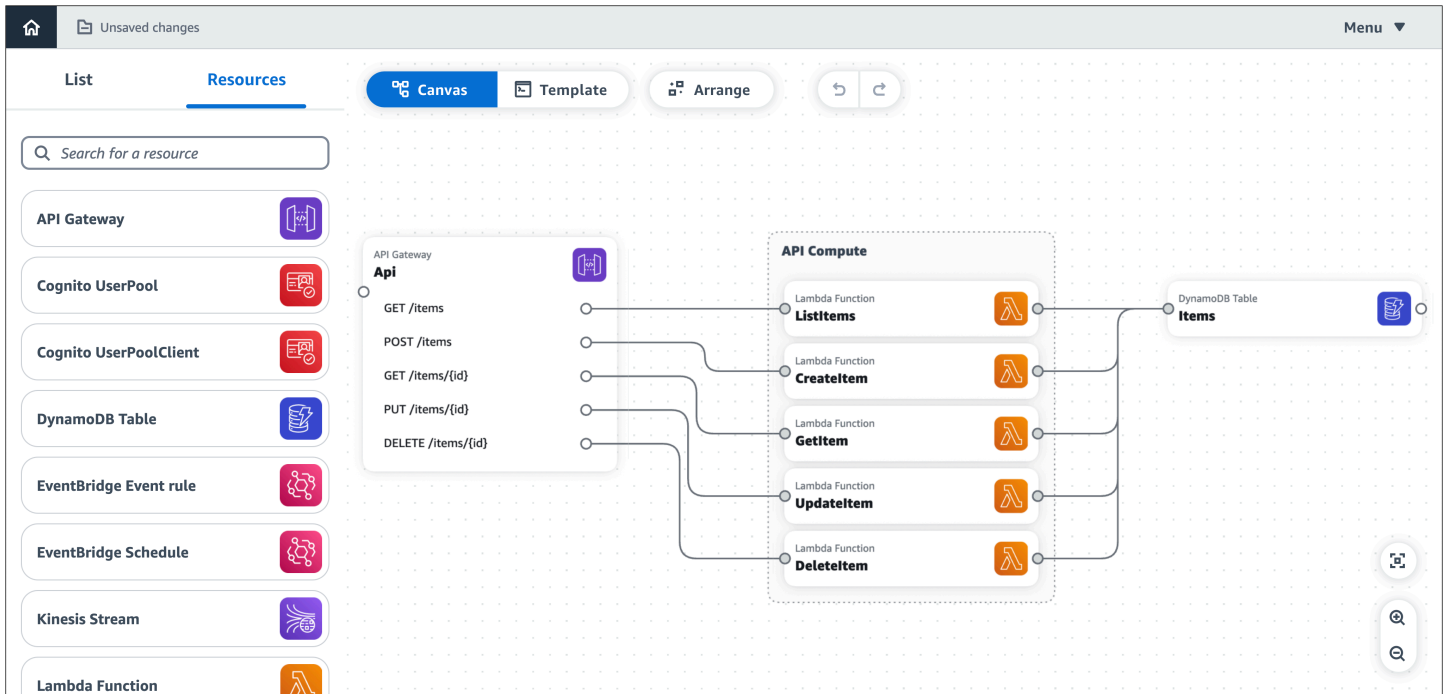 Unsaved changes
Menu
List
Resources
Canvas
Template
Arrange
Search for a resource
API Gateway
Cognito UserPool
Cognito UserPoolClient
DynamoDB Table
EventBridge Event rule
EventBridge Schedule
Kinesis Stream
Lambda Function
API Gateway
Api
GET /items
POST /items
GET /items/{id}
PUT /items/{id}
DELETE /items/{id}
API Compute
Lambda Function
ListItems
Lambda Function
CreateItem
Lambda Function
GetItem
Lambda Function
UpdateItem
Lambda Function
DeleteItem
DynamoDB Table
Items